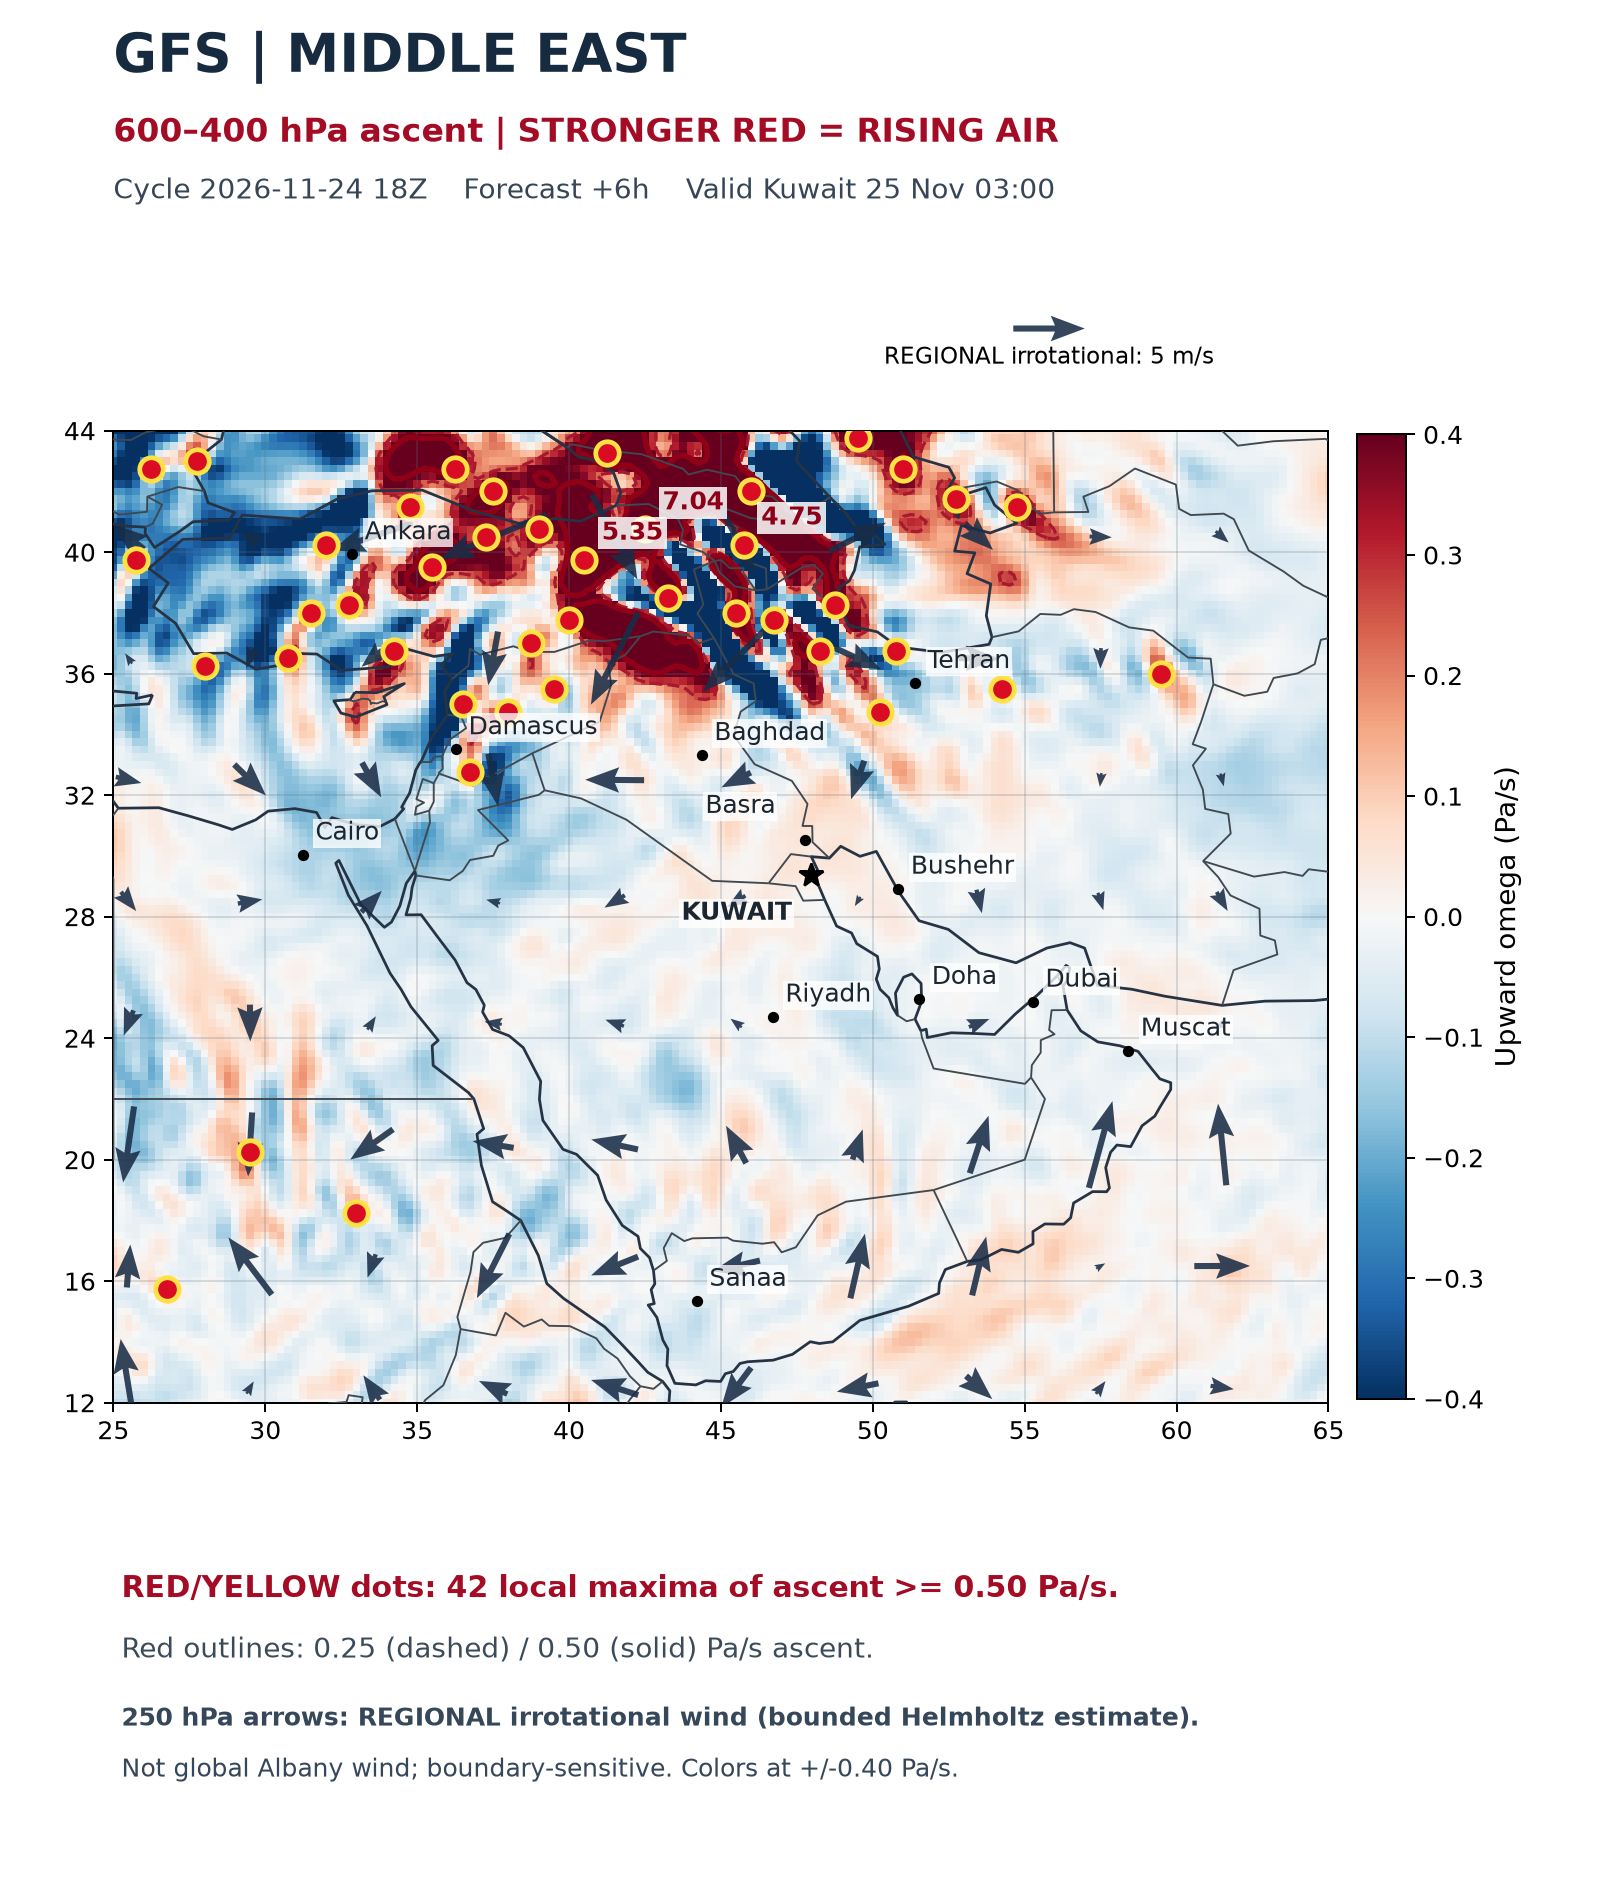 GFS | MIDDLE EAST
600–400 hPa ascent | STRONGER RED = RISING AIR
Cycle 2026-11-24 18Z    Forecast +6h    Valid Kuwait 25 Nov 03:00
REGIONAL irrotational: 5 m/s
44
40
36
32
28
24
20
16
12
25
30
35
40
45
50
55
60
65
7.04
4.75
5.35
Ankara
Tehran
Damascus
Baghdad
Basra
Cairo
Bushehr
KUWAIT
Doha
Dubai
Riyadh
Muscat
Sanaa
0.4
0.3
0.2
0.1
0.0
−0.1
−0.2
−0.3
−0.4
Upward omega (Pa/s)
RED/YELLOW dots: 42 local maxima of ascent >= 0.50 Pa/s.
Red outlines: 0.25 (dashed) / 0.50 (solid) Pa/s ascent.
250 hPa arrows: REGIONAL irrotational wind (bounded Helmholtz estimate).
Not global Albany wind; boundary-sensitive. Colors at +/-0.40 Pa/s.